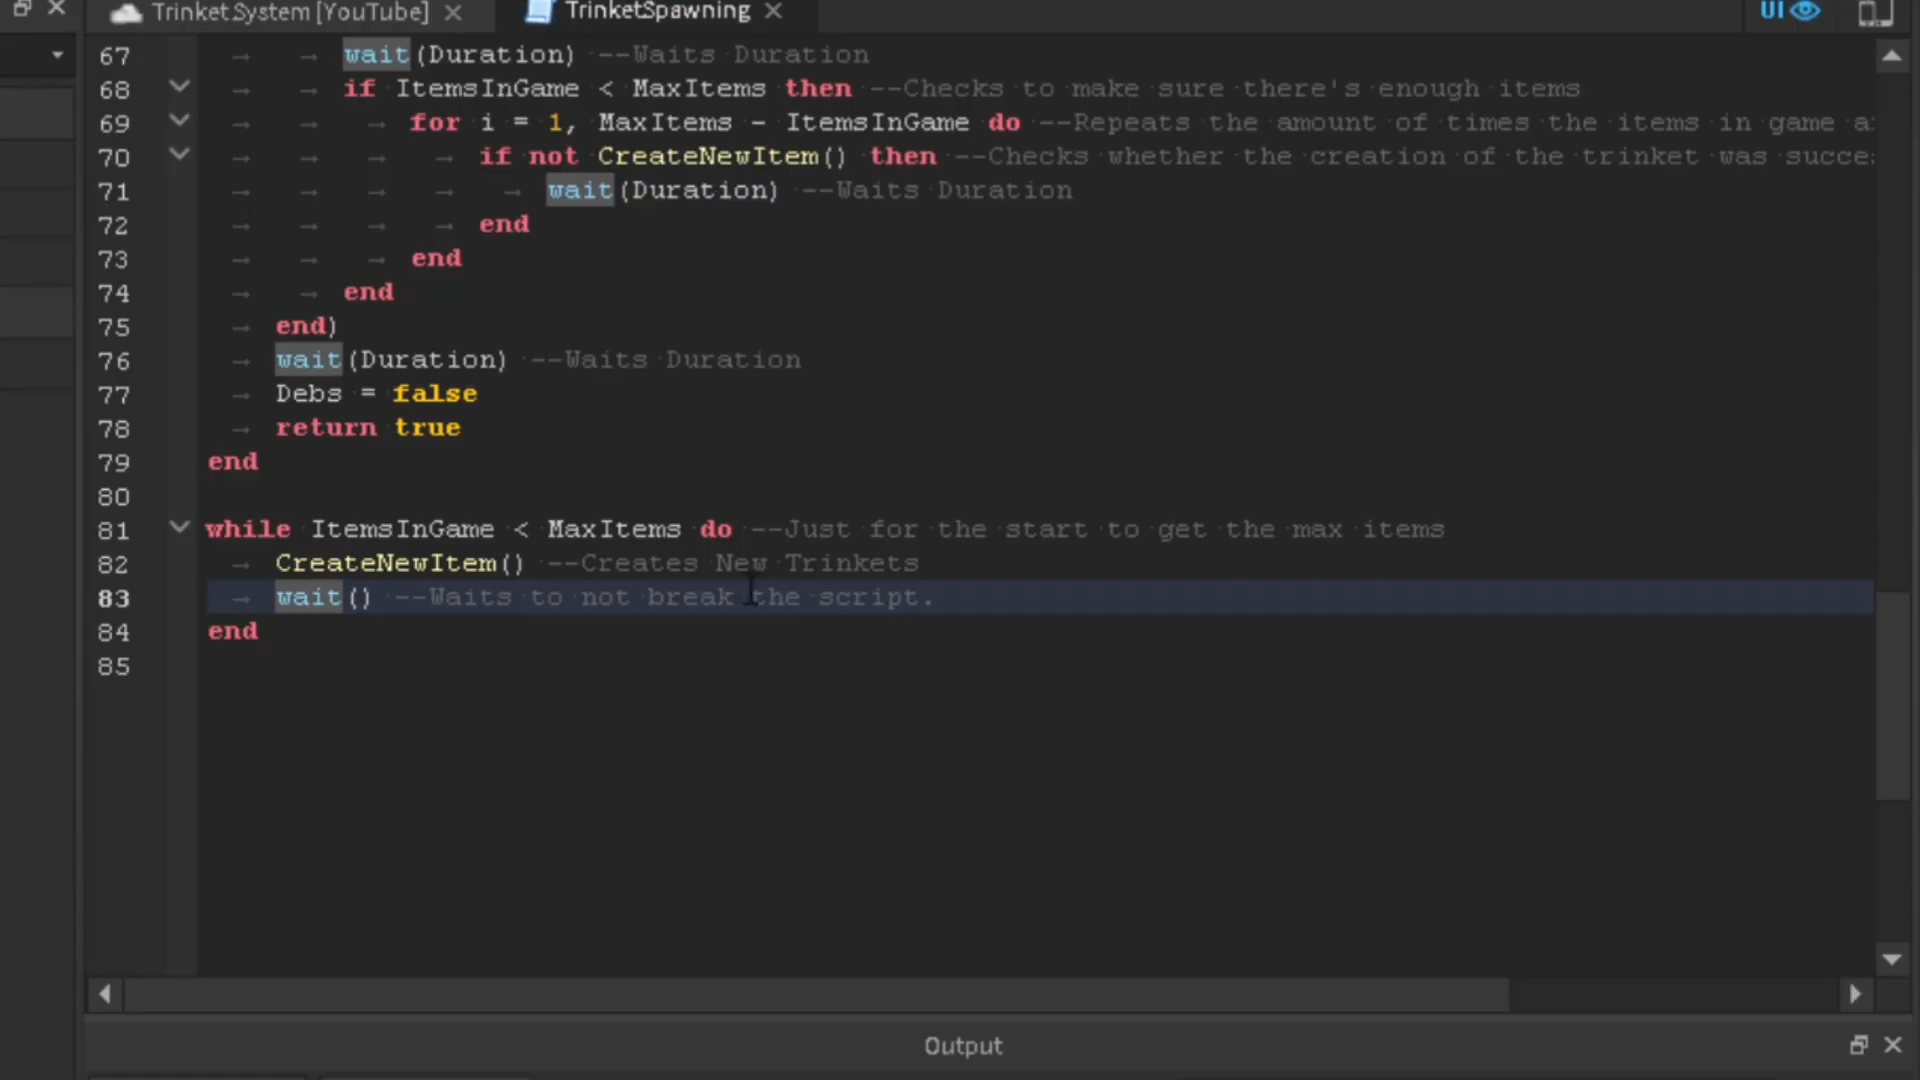 Trinket System [YouTube]
TrinketSpawning
UI
67 wait(Duration) --Waits Duration
68 if ItemsInGame < MaxItems then --Checks to make sure there's enough items
69 for i = 1, MaxItems - ItemsInGame do --Repeats the amount of times the items in game
70 if not CreateNewItem() then --Checks whether the creation of the trinket was
71 wait(Duration) --Waits Duration
72 end
73 end
74 end
75 end)
76 wait(Duration) --Waits Duration
77 Debs = false
78 return true
79 end
80
81 while ItemsInGame < MaxItems do --Just for the start to get the max items
82 CreateNewItem() --Creates New Trinkets
83 wait() --Waits to not break the script.
84 end
85
Output